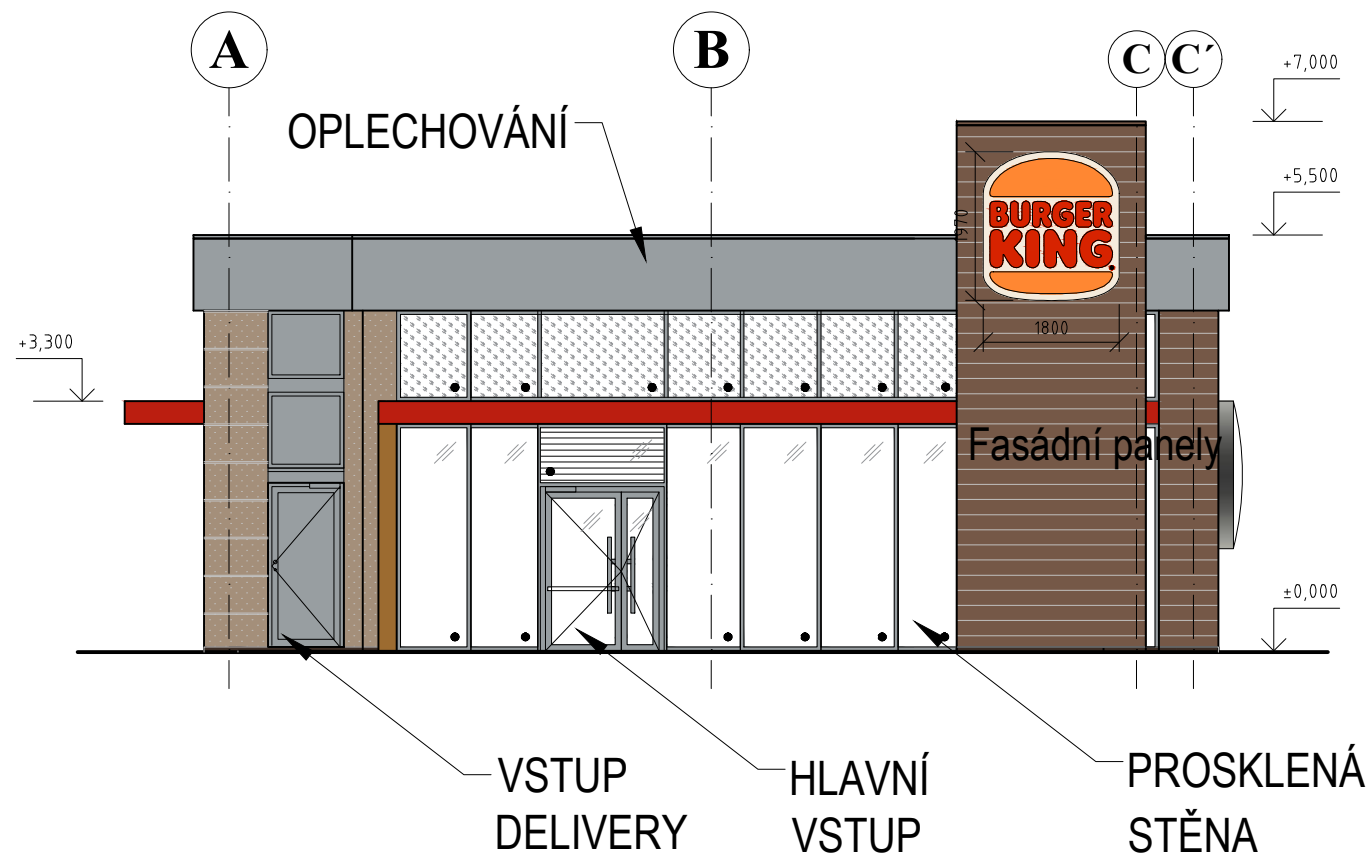 A
B
C
C´
+7,000
OPLECHOVÁNÍ
+5,500
BURGER
KING
970
1800
+3,300
Fasádní panely
±0,000
VSTUP
DELIVERY
HLAVNÍ
VSTUP
PROSKLENÁ
STĚNA